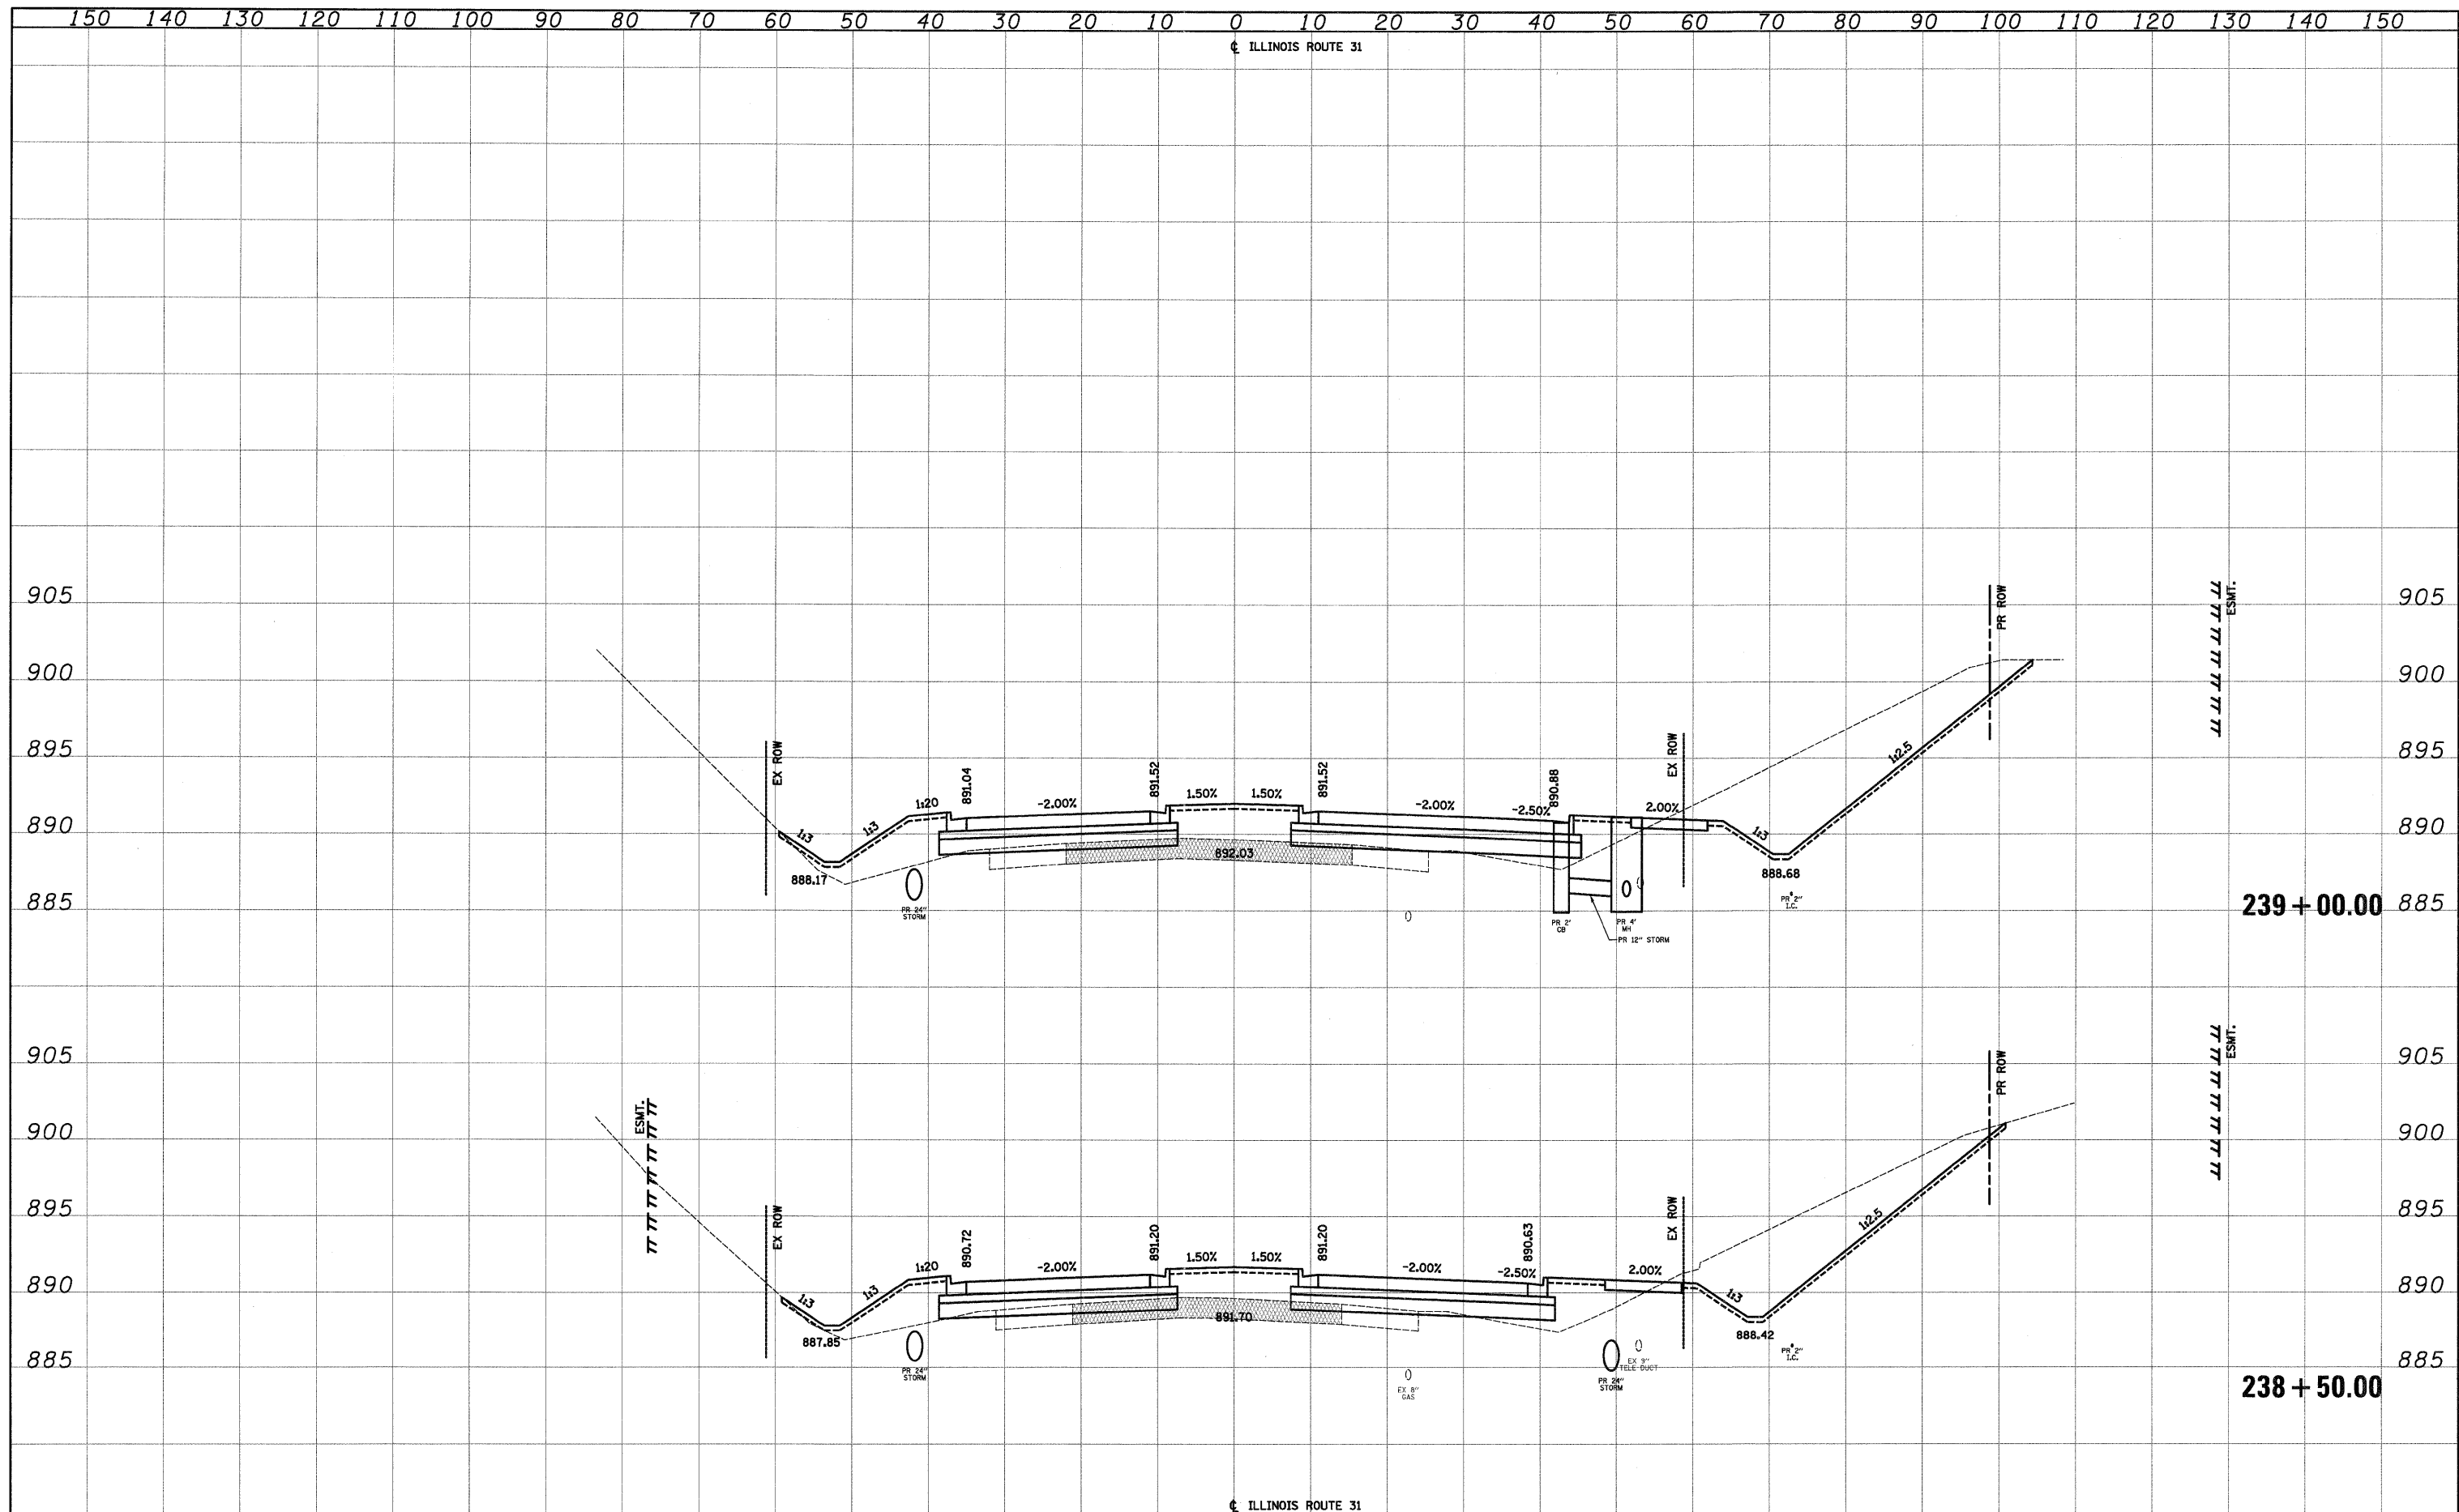 150 140 130 120 110 100 90 80 70 60 50 40 30 20 10 0 10 20 30 40 50 60 70 80 90 100 110 120 130 140 150
℄ ILLINOIS ROUTE 31
905 PR ROW ESMT. 905
900 900
895 EX ROW EX ROW 1:2.5 895
891.04 891.52 891.52 890.88
1:20 -2.00% 1.50% 1.50% -2.00% -2.50% 2.00%
890 1:3 1:3 892.03 1:3 890
888.17 888.68
885 PR 24" STORM PR 2' CB PR 4' MH PR 2" I.C. 239+00.00 885
PR 12" STORM
905 PR ROW ESMT. 905
900 ESMT. 900
895 EX ROW EX ROW 1:2.5 895
890.72 891.20 891.20 890.63
1:20 -2.00% 1.50% 1.50% -2.00% -2.50% 2.00%
890 1:3 1:3 891.70 1:3 890
887.85 888.42
885 PR 24" STORM EX 8" GAS PR 24" STORM EX 9" TELE DUCT PR 2" I.C. 885
238+50.00
℄ ILLINOIS ROUTE 31